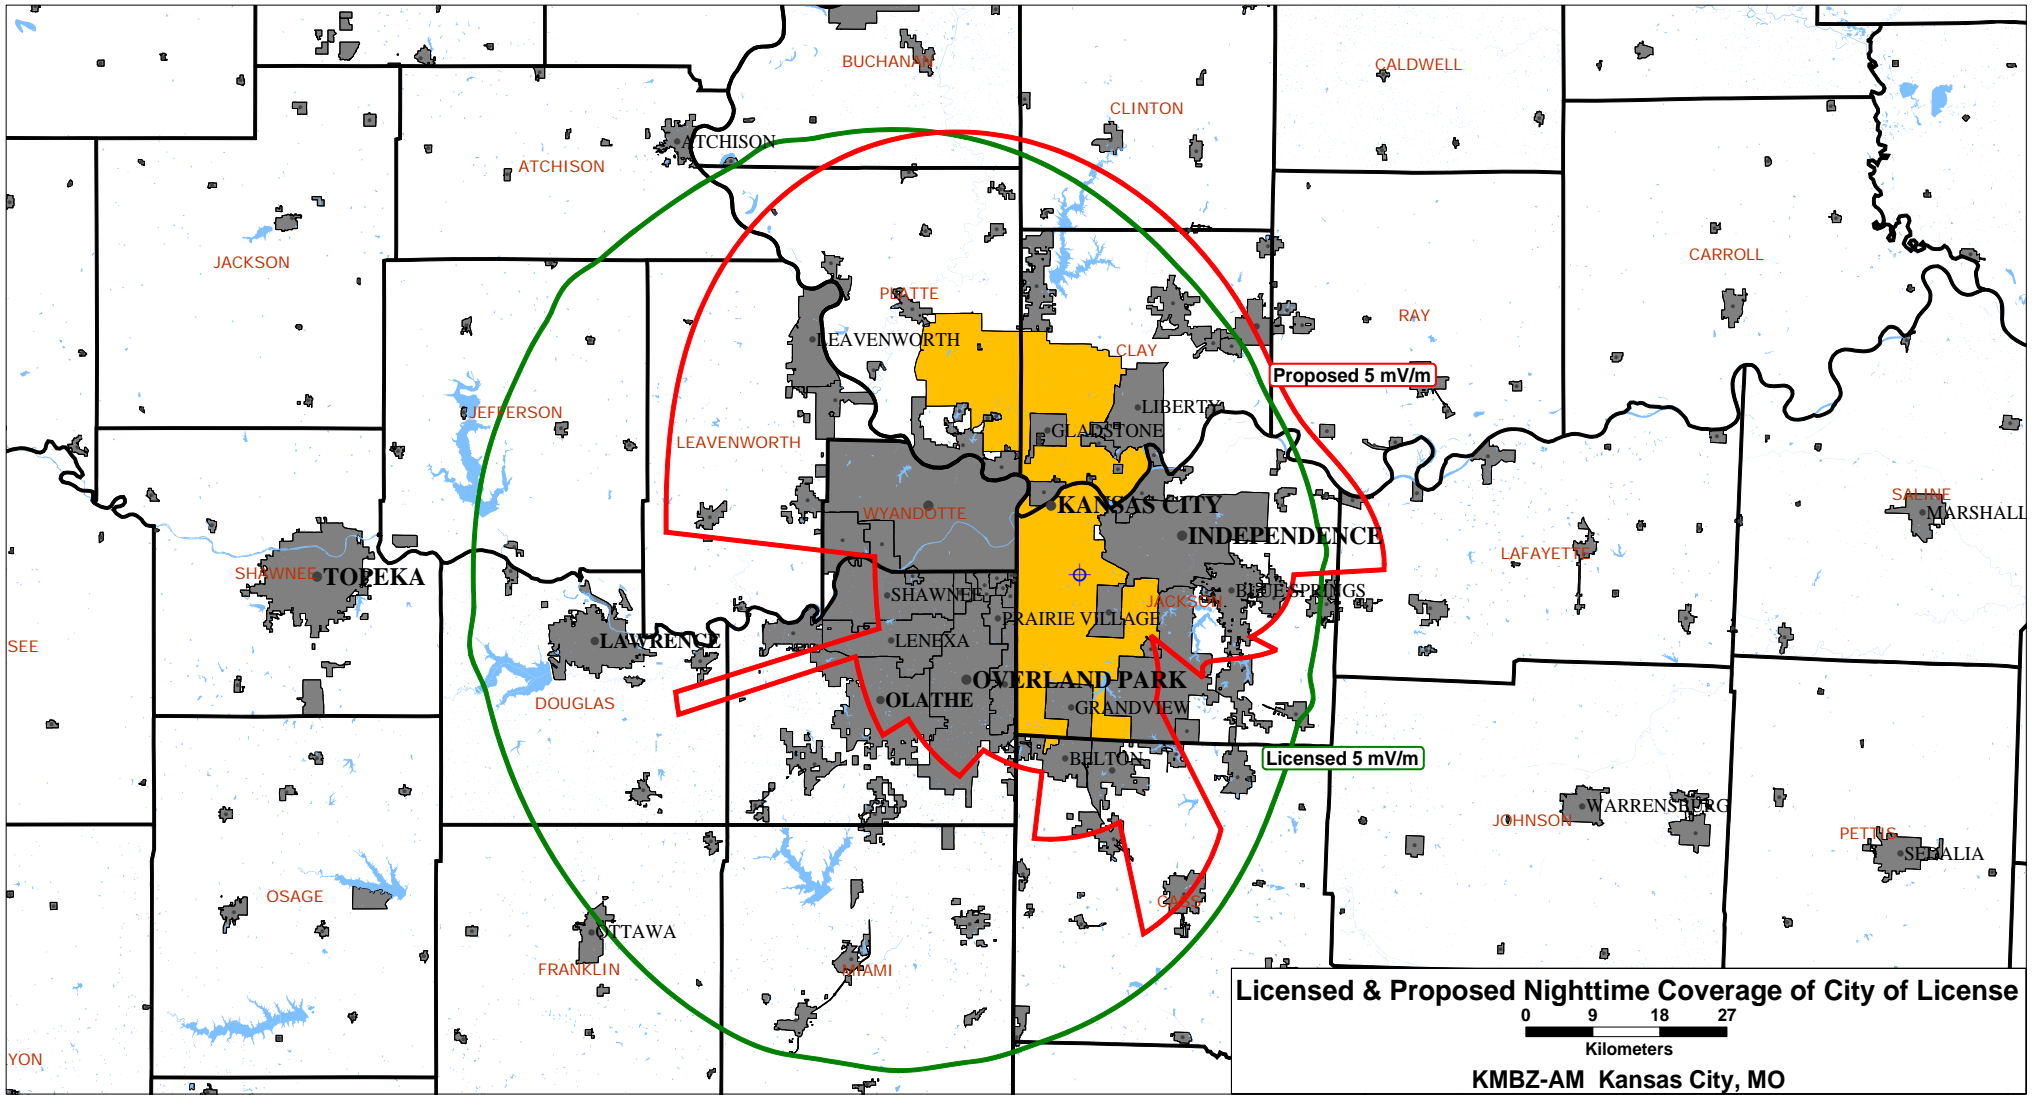 BUCHANAN
CALDWELL
CLINTON
ATCHISON
ATCHISON
JACKSON
CARROLL
PLATTE
RAY
LEAVENWORTH
CLAY
Proposed 5 mV/m
LIBERTY
JEFFERSON
GLADSTONE
LEAVENWORTH
SALINE
KANSAS CITY
WYANDOTTE
MARSHALL
INDEPENDENCE
LAFAYETTE
SHAWNEE
TOPEKA
SHAWNEE
BLUE SPRINGS
JACKSON
PRAIRIE VILLAGE
LAWRENCE
LENEXA
SEE
OVERLAND PARK
OLATHE
DOUGLAS
GRANDVIEW
BELTON
Licensed 5 mV/m
WARRENSBURG
JOHNSON
PETTIS
SEDALIA
OSAGE
CASS
OTTAWA
FRANKLIN
MIAMI
Licensed & Proposed Nighttime Coverage of City of License
0 9 18 27
Kilometers
YON
KMBZ-AM Kansas City, MO